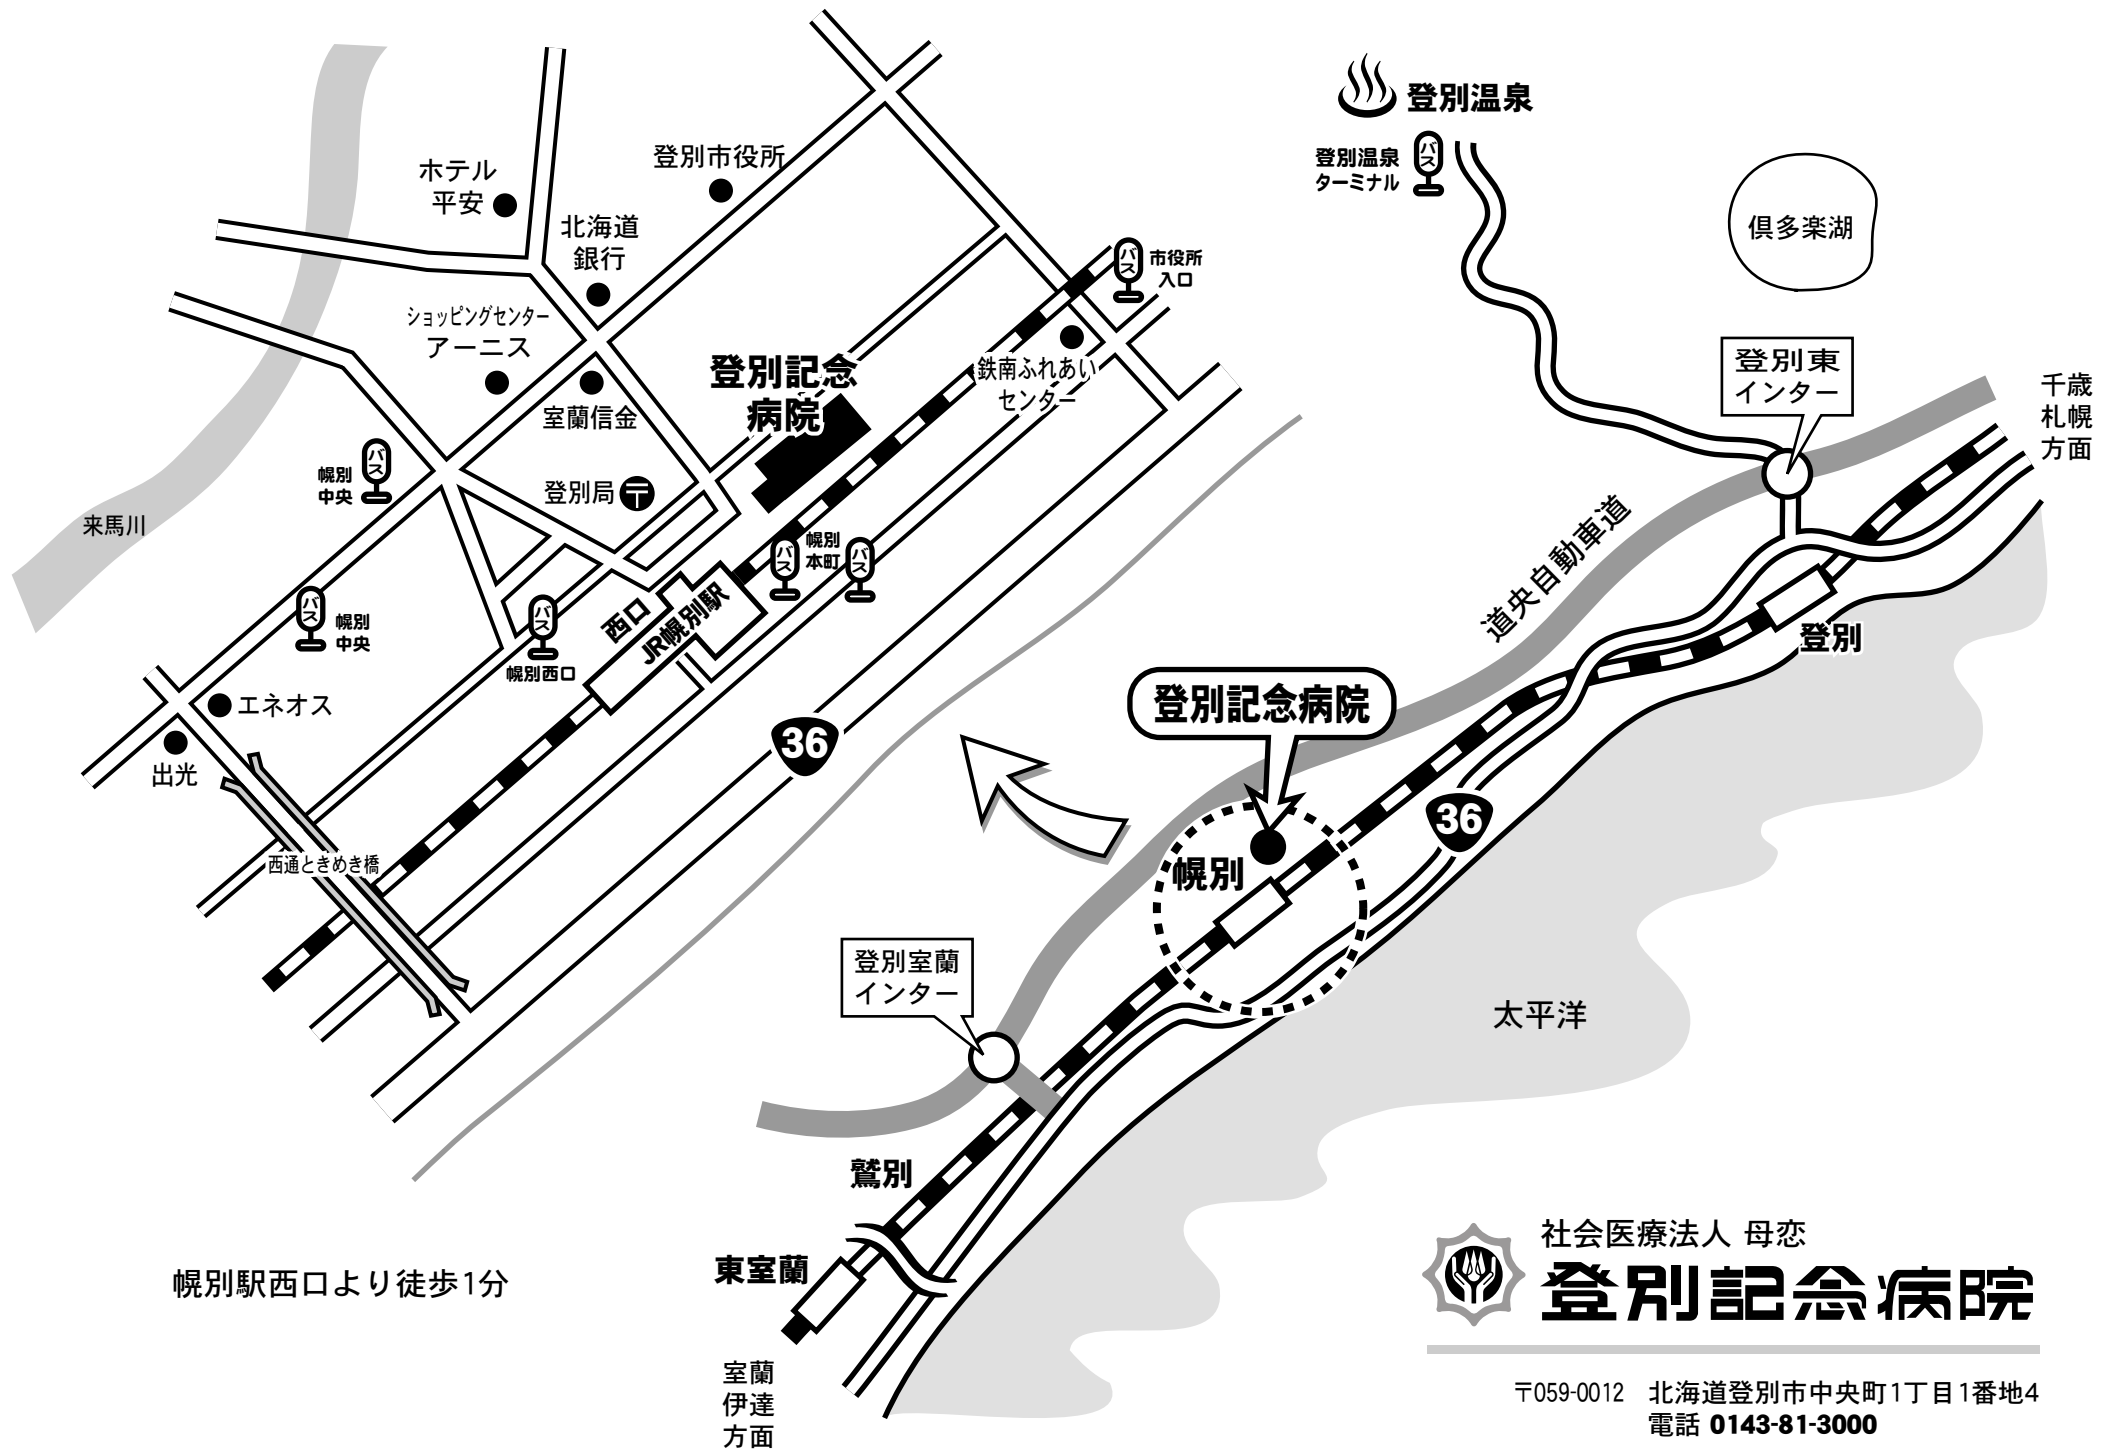 ホテル
平安
登別市役所
北海道
銀行
ショッピングセンター
アーニス
室蘭信金
登別記念
病院
バス
市役所
入口
鉄南ふれあい
センター
バス
幌別
中央
登別局
〒
来馬川
バス
幌別
中央
バス
幌別西口
西口
JR幌別駅
バス
幌別
本町
バス
エネオス
出光
西通ときめき橋
36
幌別駅西口より徒歩1分
登別温泉
登別温泉
ターミナル
バス
倶多楽湖
登別東
インター
千歳
札幌
方面
道央自動車道
登別
登別記念病院
幌別
36
登別室蘭
インター
太平洋
鷲別
東室蘭
室蘭
伊達
方面
社会医療法人 母恋
登別記念病院
〒059-0012 北海道登別市中央町1丁目1番地4
電話 0143-81-3000